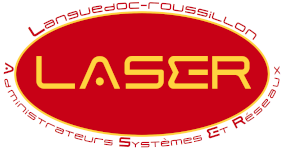 Languedoc-roussillon
LASER
Administrateurs Systèmes Et Réseaux